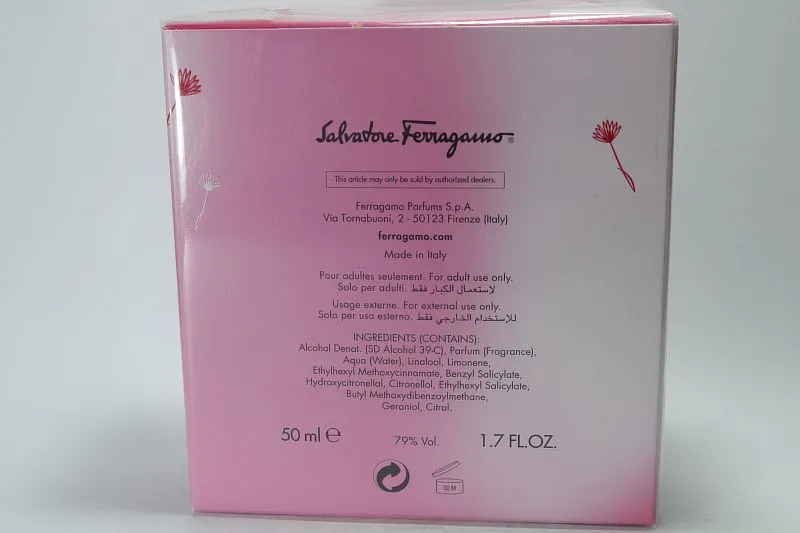 Salvatore Ferragamo®
This article may only be sold by authorized dealers.
Ferragamo Parfums S.p.A.
Via Tornabuoni, 2 - 50123 Firenze (Italy)
ferragamo.com
Made in Italy
Pour adultes seulement. For adult use only.
Solo per adulti. لإستعمال الكبار فقط.
Usage externe. For external use only.
Solo per uso esterno. للاستخدام الخارجي فقط.
INGREDIENTS (CONTAINS):
Alcohol Denat. (SD Alcohol 39-C), Parfum (Fragrance),
Aqua (Water), Linalool, Limonene,
Ethylhexyl Methoxycinnamate, Benzyl Salicylate,
Hydroxycitronellal, Citronellol, Ethylhexyl Salicylate,
Butyl Methoxydibenzoylmethane,
Geraniol, Citral.
50 ml ℮ 79% Vol. 1.7 FL.OZ.
30 M